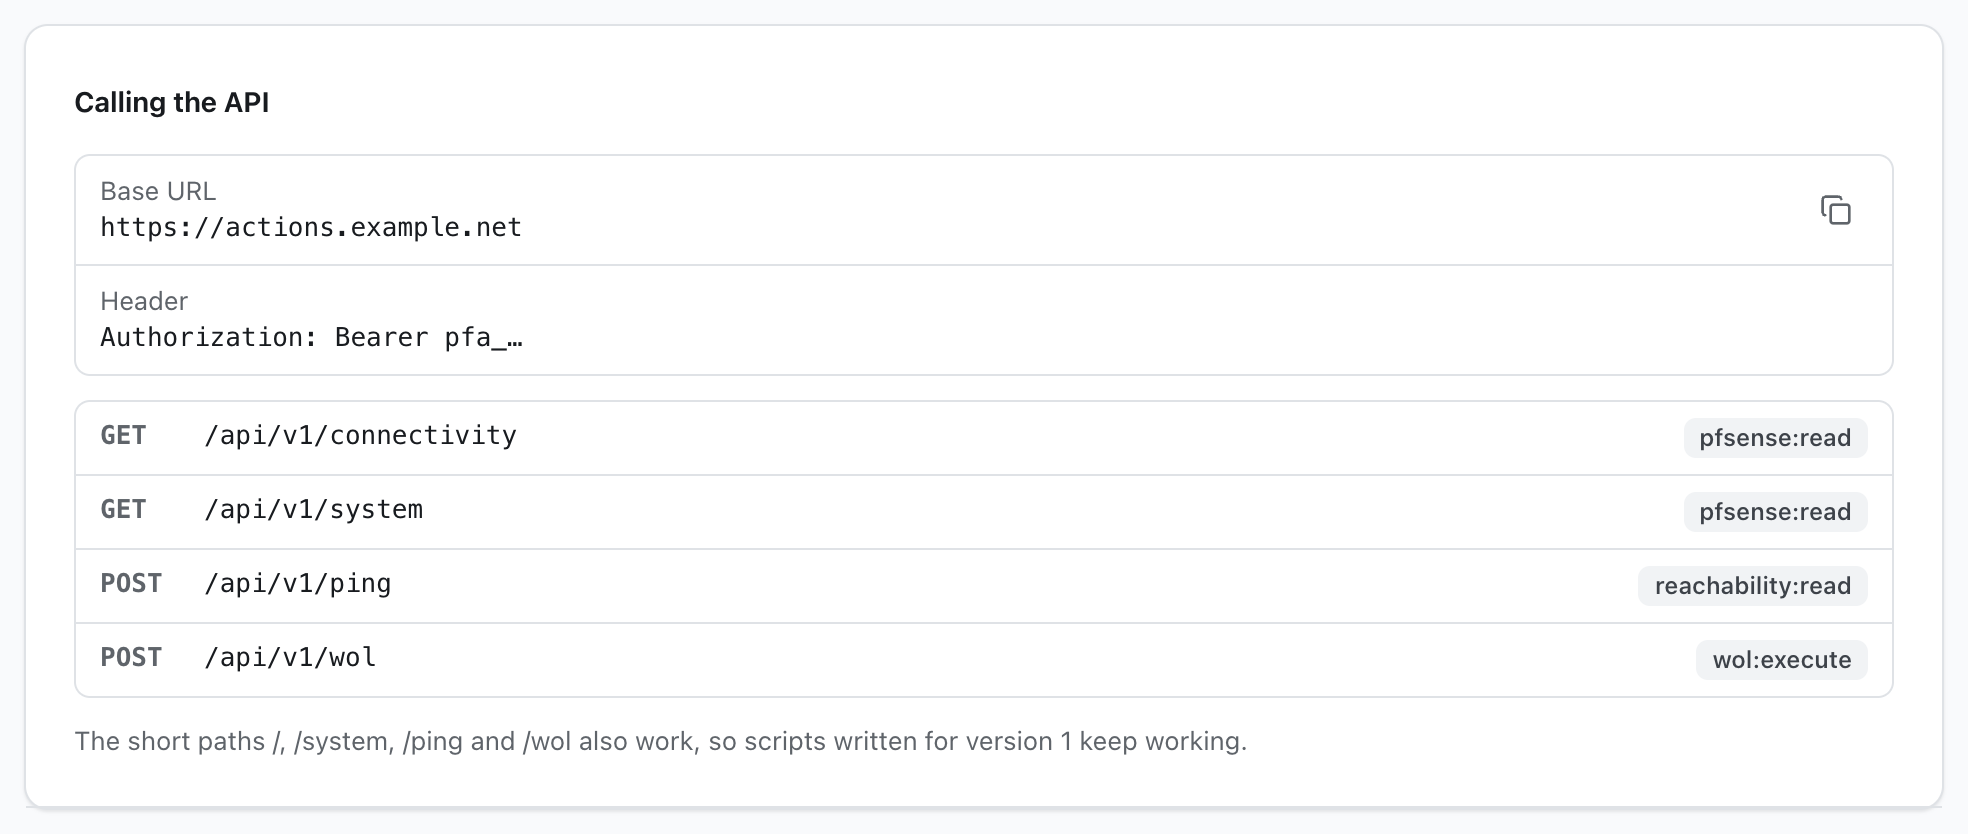 Calling the API
Base URL
https://actions.example.net
Header
Authorization: Bearer pfa_…
GET /api/v1/connectivity pfsense:read
GET /api/v1/system pfsense:read
POST /api/v1/ping reachability:read
POST /api/v1/wol wol:execute
The short paths /, /system, /ping and /wol also work, so scripts written for version 1 keep working.